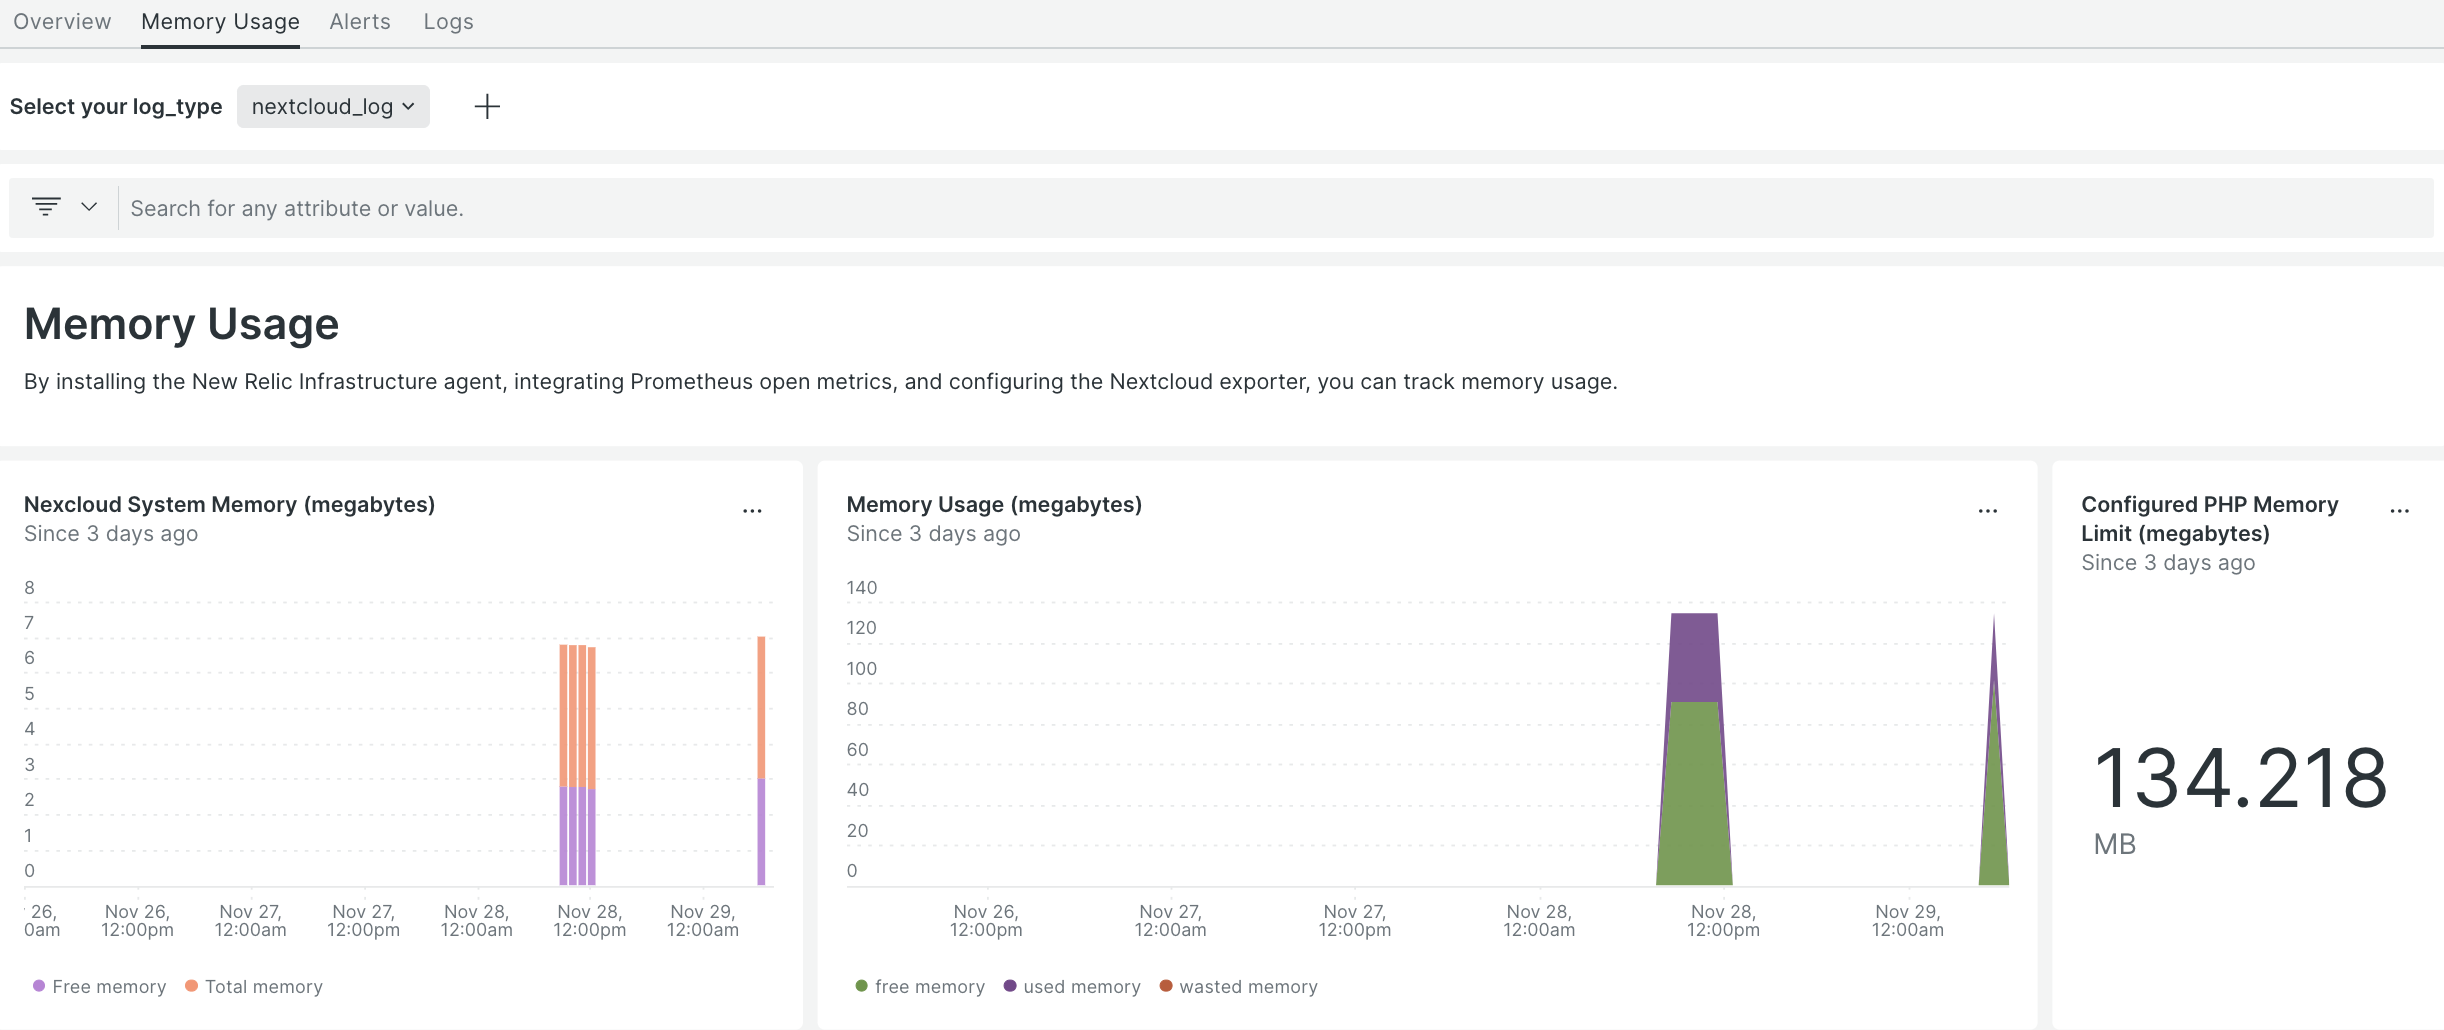 Overview Memory Usage Alerts Logs
Select your log_type nextcloud_log
Search for any attribute or value.
Memory Usage
By installing the New Relic Infrastructure agent, integrating Prometheus open metrics, and configuring the Nextcloud exporter, you can track memory usage.
Nexcloud System Memory (megabytes)
Since 3 days ago
8
7
6
5
4
3
2
1
0
26, Nov 26, Nov 27, Nov 27, Nov 28, Nov 28, Nov 29,
0am 12:00pm 12:00am 12:00pm 12:00am 12:00pm 12:00am
Free memory Total memory
Memory Usage (megabytes)
Since 3 days ago
140
120
100
80
60
40
20
0
Nov 26, Nov 27, Nov 27, Nov 28, Nov 28, Nov 29,
12:00pm 12:00am 12:00pm 12:00am 12:00pm 12:00am
free memory used memory wasted memory
Configured PHP Memory
Limit (megabytes)
Since 3 days ago
134.218
MB